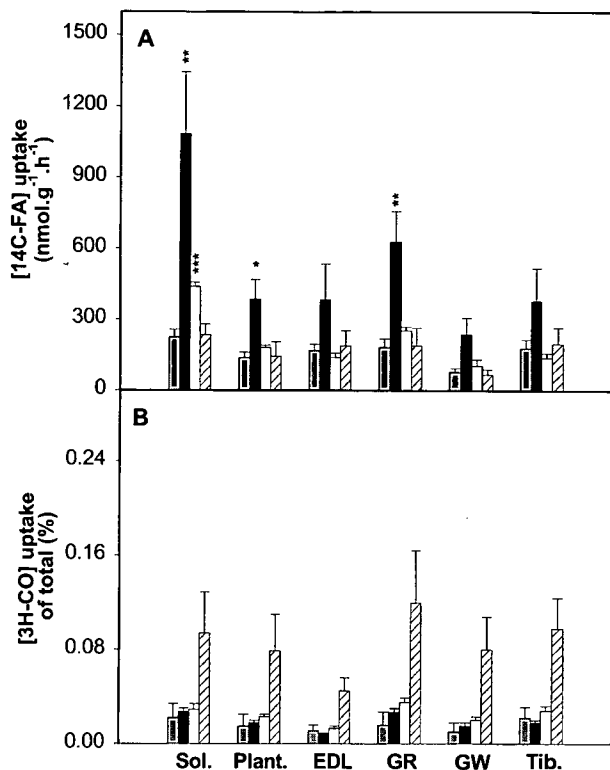 A
[14C-FA] uptake
(nmol.g⁻¹.h⁻¹)
1500
1200
900
600
300
0
**
***
*
**
B
[3H-CO] uptake
of total (%)
0.24
0.16
0.08
0.00
Sol. Plant. EDL GR GW Tib.